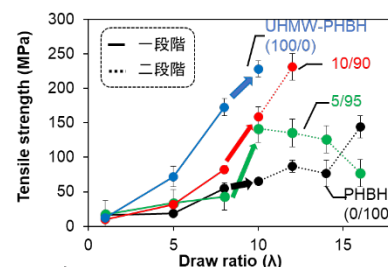 Tensile strength (MPa)
300
250
200
150
100
50
0
0
5
10
15
Draw ratio (λ)
一段階
二段階
UHMW-PHBH
(100/0)
10/90
5/95
PHBH
(0/100